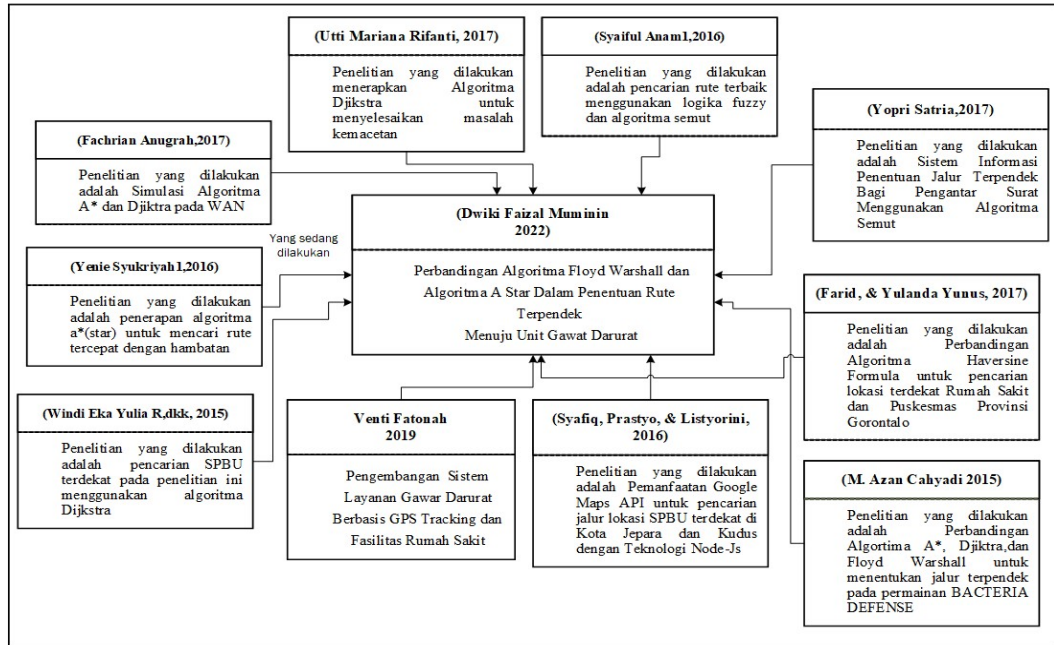 (Utti Mariana Rifanti, 2017)
Penelitian yang dilakukan
menerapkan Algoritma
Djikstra untuk
menyelesaikan masalah
kemacetan
(Syaiful Anam1,2016)
Penelitian yang dilakukan
adalah pencarian rute terbaik
menggunakan logika fuzzy
dan algoritma semut
(Yopri Satria,2017)
Penelitian yang dilakukan
adalah Sistem Informasi
Penentuan Jalur Terpendek
Bagi Pengantar Surat
Menggunakan Algoritma
Semut
(Fachrian Anugrah,2017)
Penelitian yang dilakukan
adalah Simulasi Algoritma
A* dan Djiktra pada WAN
(Dwiki Faizal Muminin
2022)
Perbandingan Algoritma Floyd Warshall dan
Algoritma A Star Dalam Penentuan Rute
Terpendek
Menuju Unit Gawat Darurat
Yang sedang
dilakukan
(Yenie Syukriyah1,2016)
Penelitian yang dilakukan
adalah penerapan algoritma
a*(star) untuk mencari rute
tercepat dengan hambatan
(Farid, & Yulanda Yunus, 2017)
Penelitian yang dilakukan
adalah Perbandingan
Algoritma Haversine
Formula untuk pencarian
lokasi terdekat Rumah Sakit
dan Puskesmas Provinsi
Gorontalo
(Windi Eka Yulia R,dkk, 2015)
Penelitian yang dilakukan
adalah pencarian SPBU
terdekat pada penelitian ini
menggunakan algoritma
Dijkstra
Venti Fatonah
2019
Pengembangan Sistem
Layanan Gawar Darurat
Berbasis GPS Tracking dan
Fasilitas Rumah Sakit
(Syafiq, Prastyo, & Listyorini,
2016)
Penelitian yang dilakukan
adalah Pemanfaatan Google
Maps API untuk pencarian
jalur lokasi SPBU terdekat di
Kota Jepara dan Kudus
dengan Teknologi Node-Js
(M. Azan Cahyadi 2015)
Penelitian yang dilakukan
adalah Perbandingan
Algortima A*, Djiktra,dan
Floyd Warshall untuk
menentukan jalur terpendek
pada permainan BACTERIA
DEFENSE